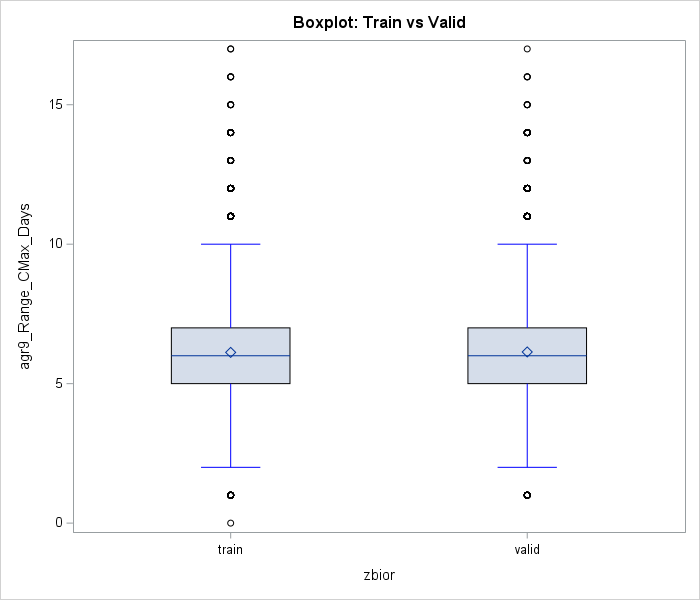 Boxplot: Train vs Valid
agr9_Range_CMax_Days
15
10
5
0
train
valid
zbior